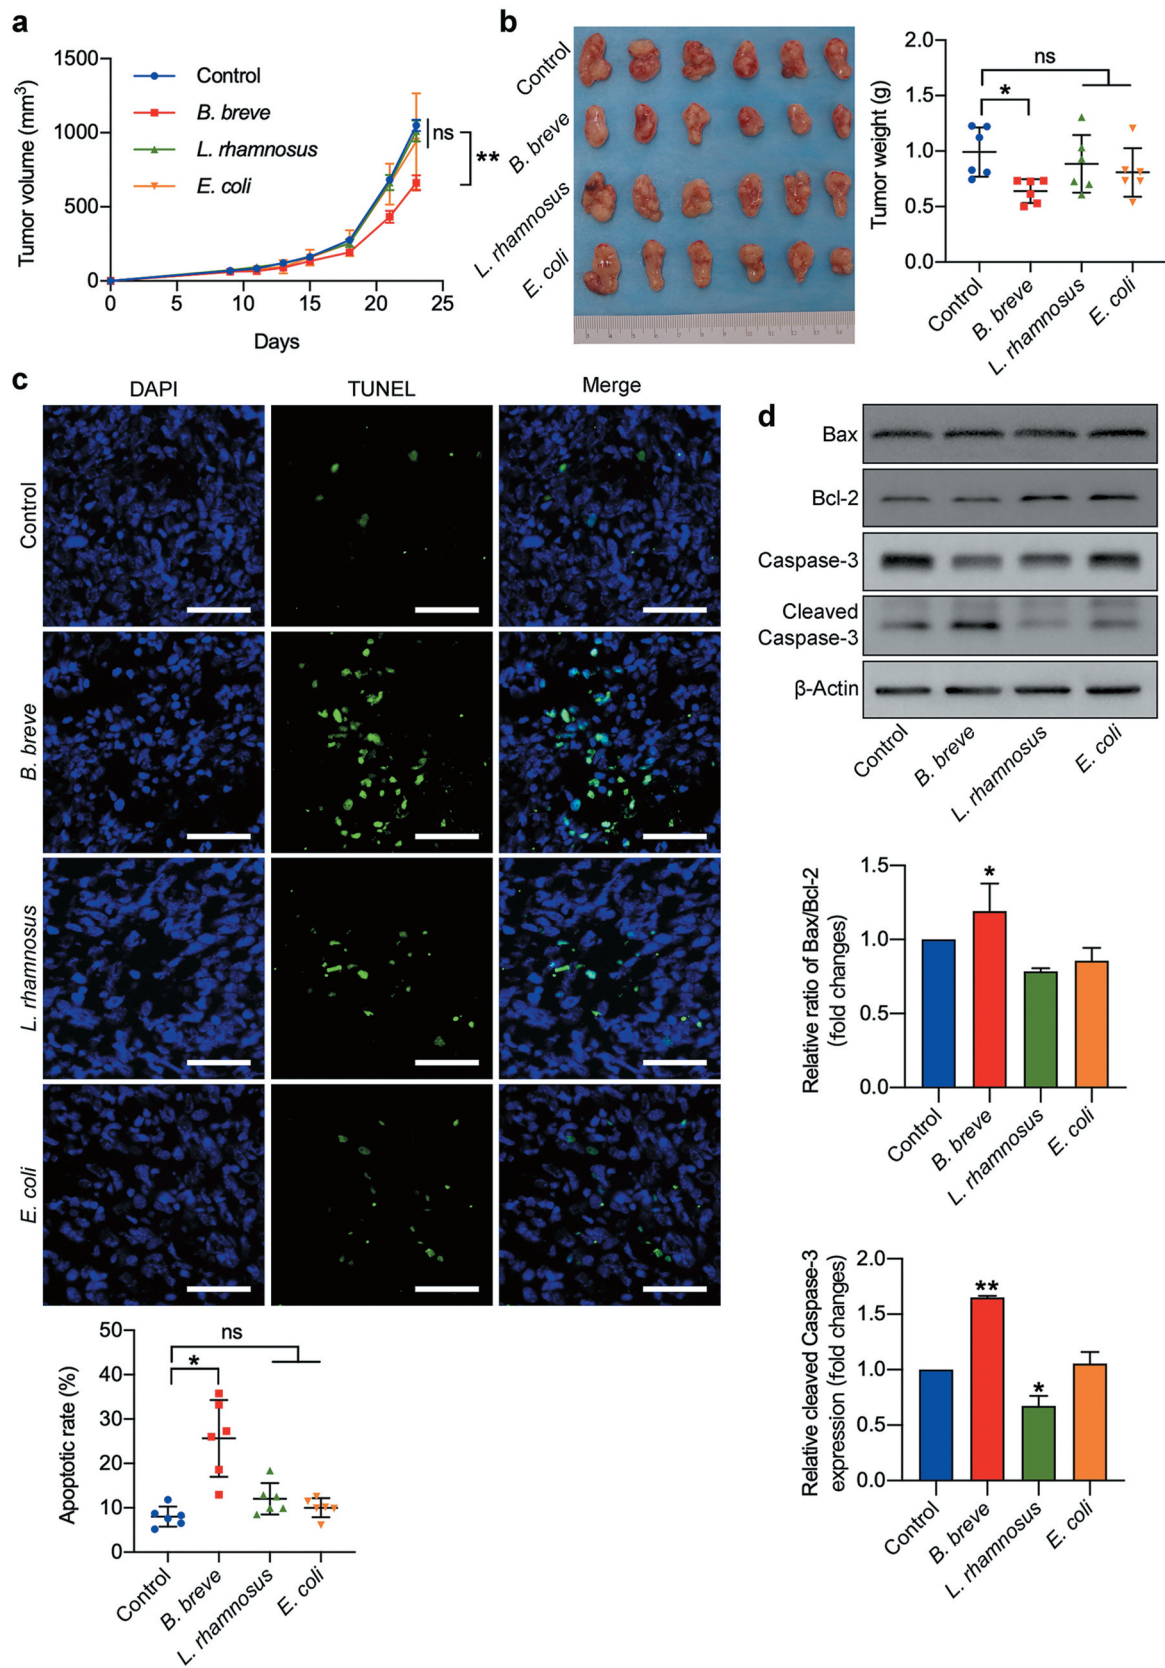 a
1500
1000
500
0
0
5
10
15
20
25
Tumor volume (mm³)
Days
Control
B. breve
L. rhamnosus
E. coli
ns
**
b
Control
B. breve
L. rhamnosus
E. coli
2.0
1.5
1.0
0.5
0.0
Tumor weight (g)
ns
*
Control
B. breve
L. rhamnosus
E. coli
c
DAPI
TUNEL
Merge
Control
B. breve
L. rhamnosus
E. coli
50
40
30
20
10
0
Apoptotic rate (%)
ns
*
Control
B. breve
L. rhamnosus
E. coli
d
Bax
Bcl-2
Caspase-3
Cleaved
Caspase-3
β-Actin
Control
B. breve
L. rhamnosus
E. coli
1.5
1.0
0.5
0.0
Relative ratio of Bax/Bcl-2
(fold changes)
*
Control
B. breve
L. rhamnosus
E. coli
2.0
1.5
1.0
0.5
0.0
Relative cleaved Caspase-3
expression (fold changes)
**
*
Control
B. breve
L. rhamnosus
E. coli